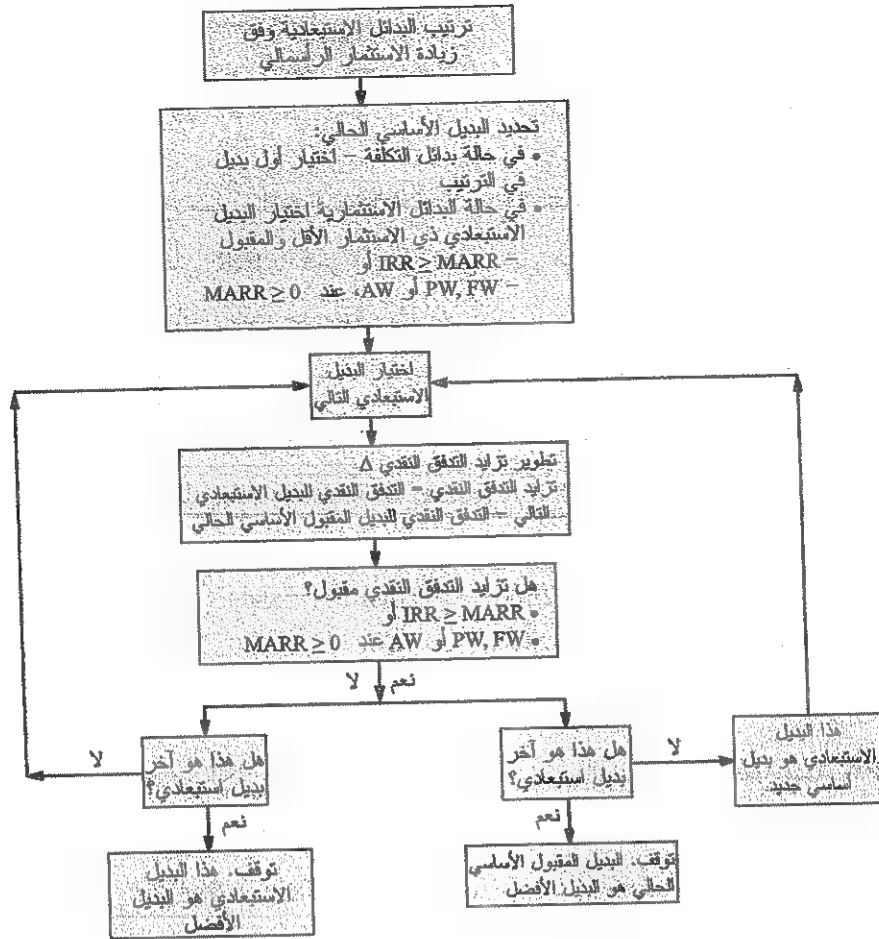 ترتيب البدائل الاستبعادية وفق
زيادة الاستثمار الرأسمالي
تحديد البديل الأساسي الحالي:
• في حالة بدائل التكلفة – اختيار أول بديل
في الترتيب
• في حالة البدائل الاستثمارية اختيار البديل
الاستبعادي ذي الاستثمار الأقل والمقبول
– IRR ≥ MARR أو
– PW, FW أو AW، عند MARR ≥ 0
اختيار البديل
الاستبعادي التالي
تطوير تزايد التدفق النقدي Δ
تزايد التدفق النقدي = التدفق النقدي للبديل الاستبعادي
التالي – التدفق النقدي للبديل المقبول الأساسي الحالي
هل تزايد التدفق النقدي مقبول؟
• IRR ≥ MARR أو
• PW, FW أو AW عند MARR ≥ 0
نعم
لا
هل هذا هو آخر
بديل استبعادي؟
لا
هذا البديل
الاستبعادي هو بديل
أساسي جديد.
هل هذا هو آخر
بديل استبعادي؟
لا
نعم
نعم
توقف، البديل المقبول الأساسي
الحالي هو البديل الأفضل
توقف، هذا البديل
الاستبعادي هو البديل
الأفضل